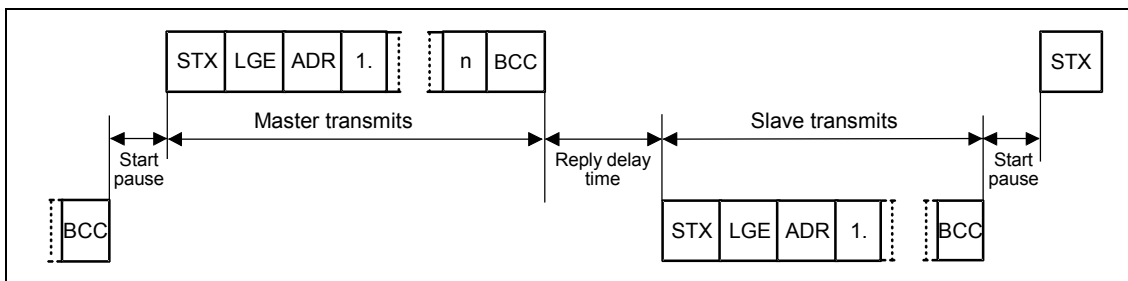 STX LGE ADR 1. n BCC STX
Master transmits Slave transmits
Start pause Reply delay time Start pause
BCC STX LGE ADR 1. BCC